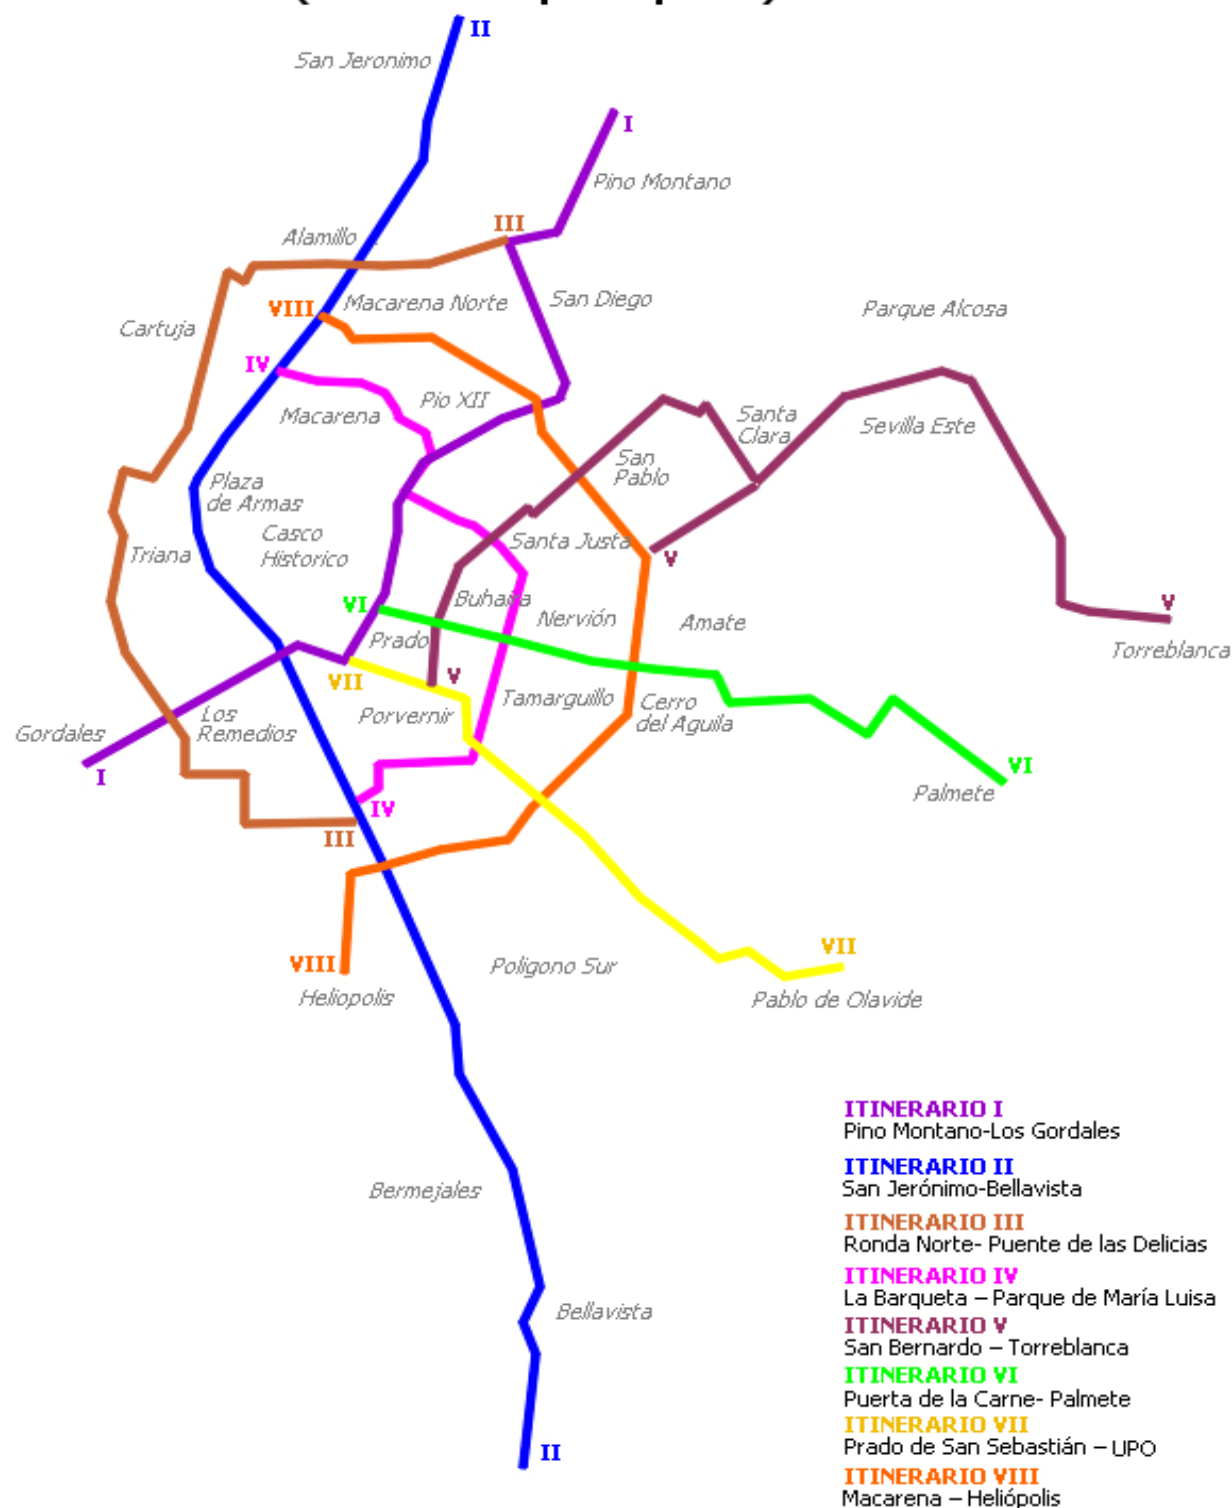 II
San Jeronimo
I
Pino Montano
III
Alamillo
San Diego
Macarena Norte
VIII
Parque Alcosa
Cartuja
IV
Pio XII
Macarena
Santa
Clara
Sevilla Este
San
Pablo
Plaza
de Armas
Casco
Historico
Santa Justa
Triana
V
Buhaira
VI
Nervión
Amate
V
Prado
Torreblanca
VII
V
Tamarguillo
Cerro
del Aguila
Los
Remedios
Porvernir
Gordales
I
VI
Palmete
IV
III
VII
VIII
Poligono Sur
Heliopolis
Pablo de Olavide
Bermejales
Bellavista
II
ITINERARIO I
Pino Montano-Los Gordales
ITINERARIO II
San Jerónimo-Bellavista
ITINERARIO III
Ronda Norte- Puente de las Delicias
ITINERARIO IV
La Barqueta – Parque de María Luisa
ITINERARIO V
San Bernardo – Torreblanca
ITINERARIO VI
Puerta de la Carne- Palmete
ITINERARIO VII
Prado de San Sebastián – UPO
ITINERARIO VIII
Macarena – Heliópolis